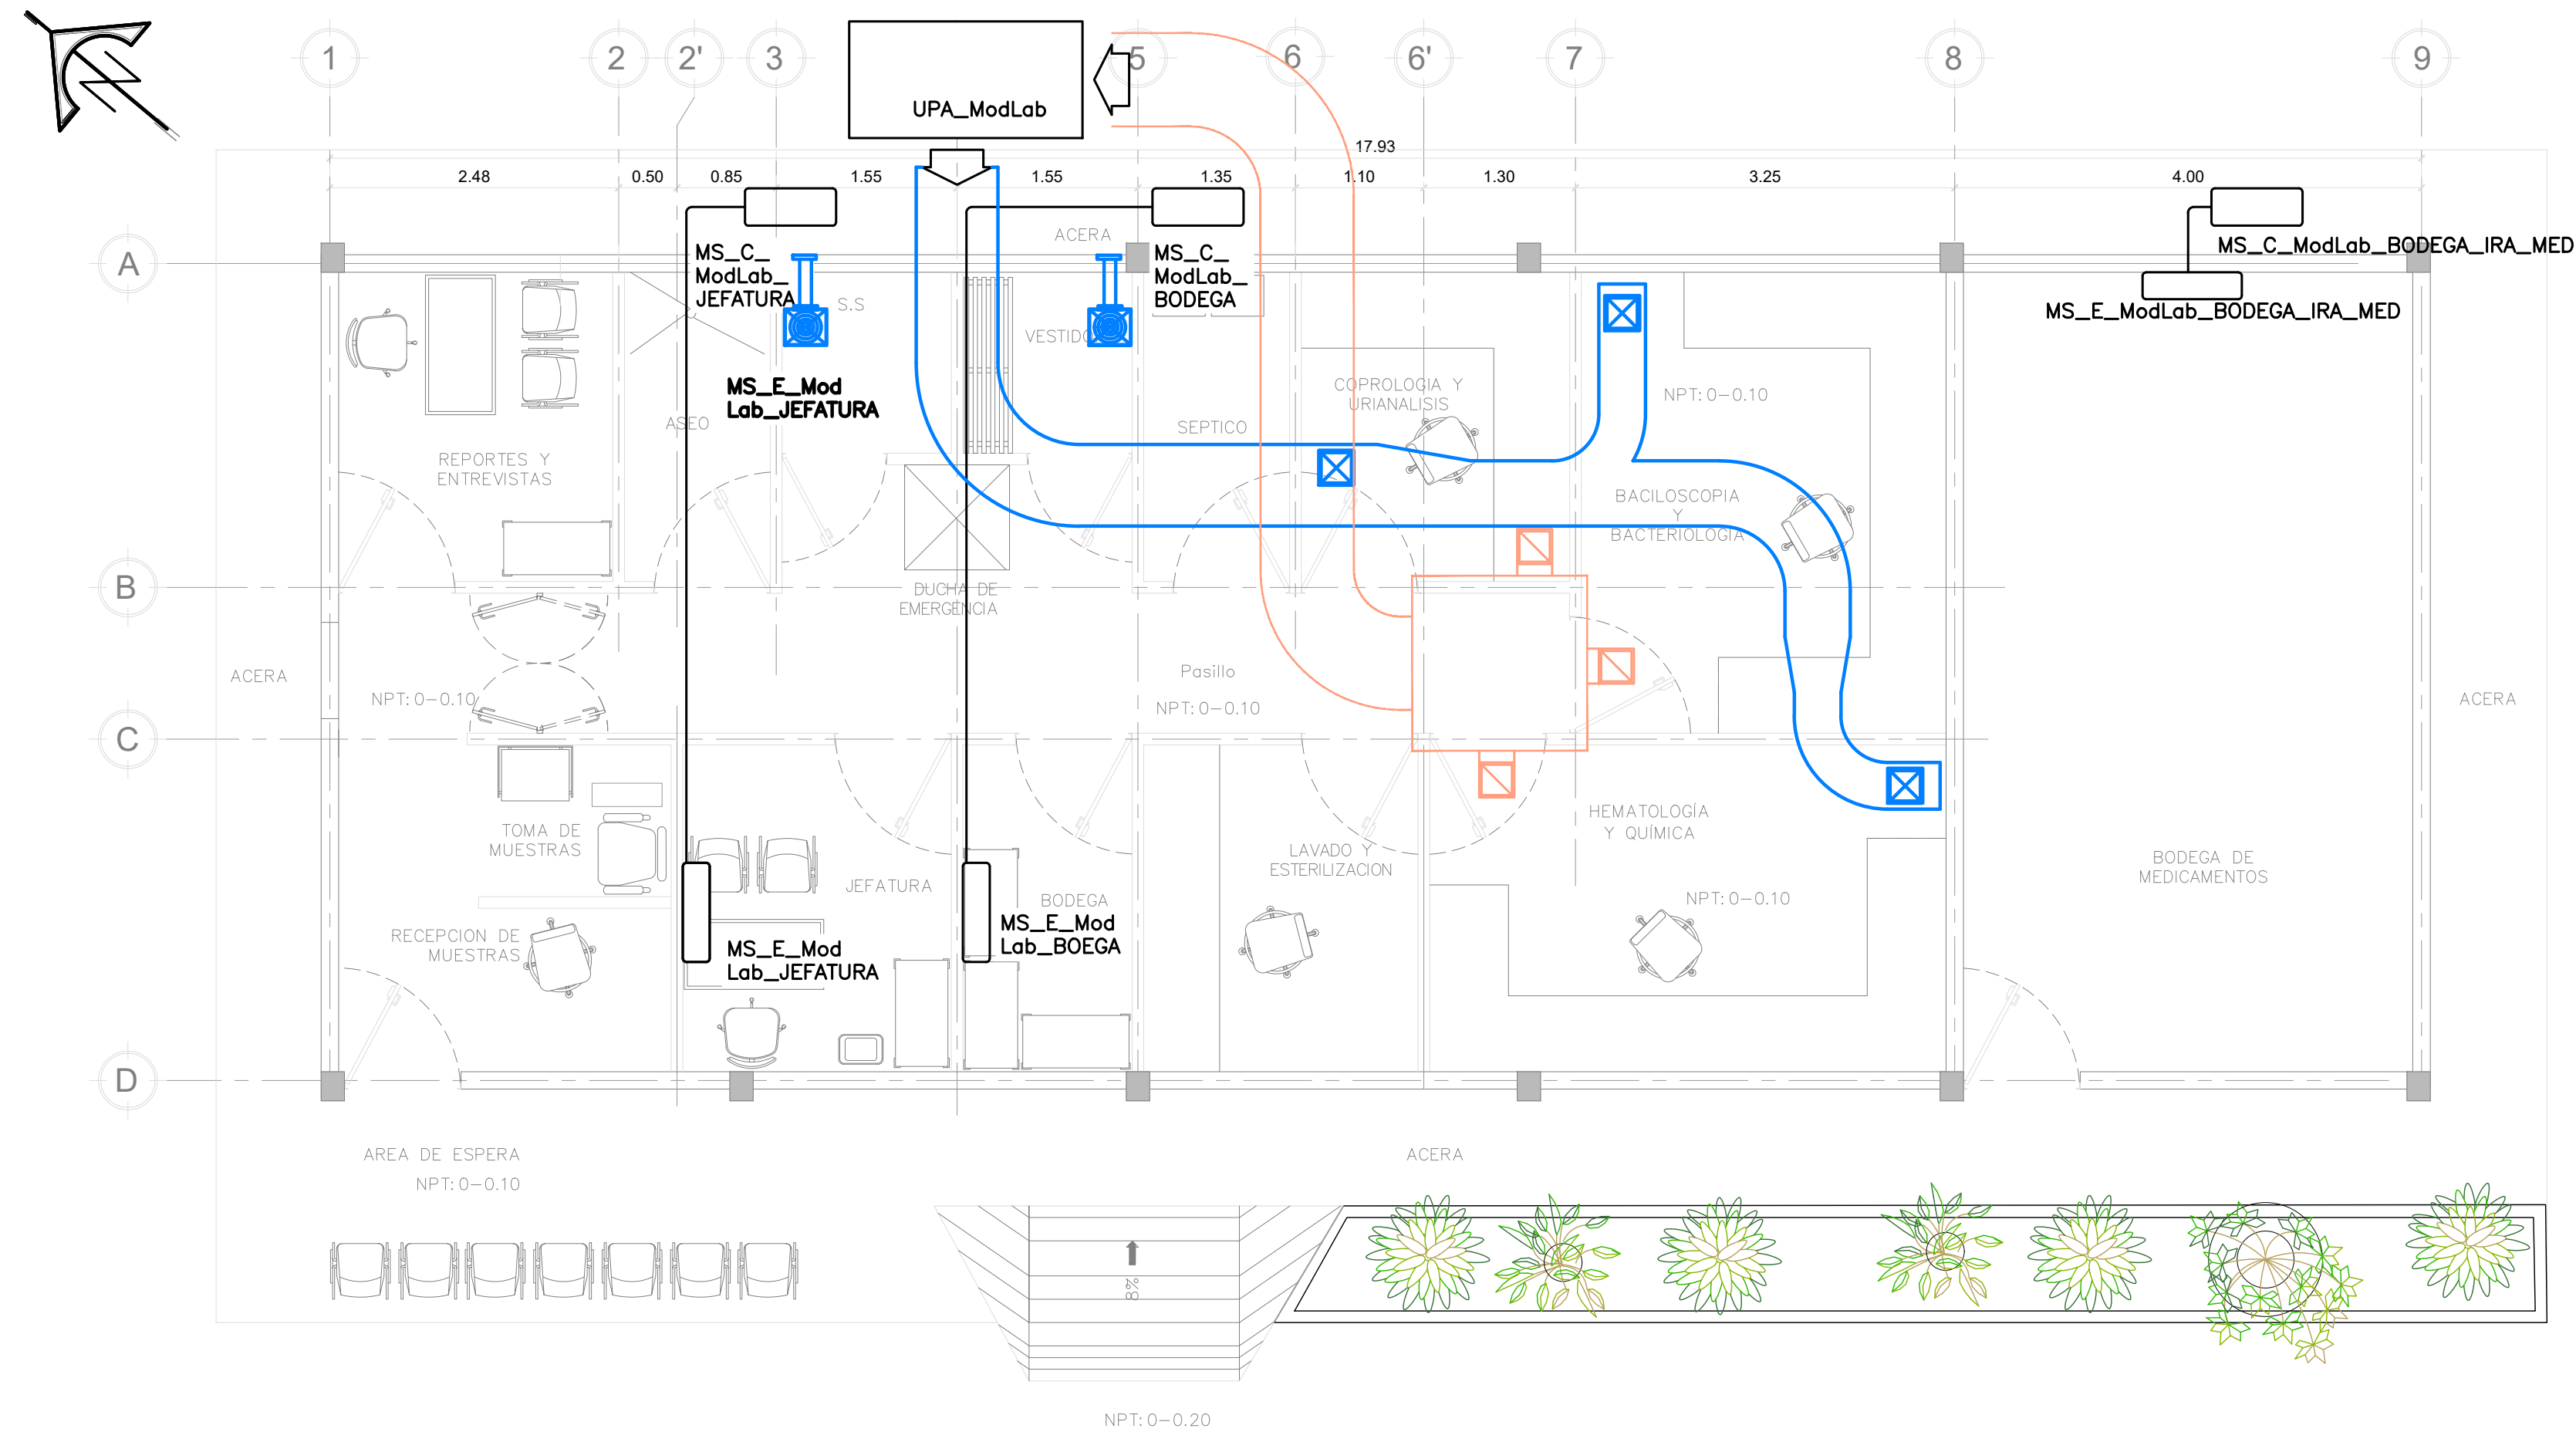 1
2
2'
3
5
6
6'
7
8
9
UPA_ModLab
17.93
2.48
0.50
0.85
1.55
1.55
1.35
1.10
1.30
3.25
4.00
A
B
C
D
ACERA
MS_C_
ModLab_
JEFATURA
MS_C_
ModLab_
BODEGA
MS_C_ModLab_BODEGA_IRA_MED
MS_E_ModLab_BODEGA_IRA_MED
S.S
VESTIDO
MS_E_Mod
Lab_JEFATURA
ASEO
SEPTICO
COPROLOGIA Y
URIANALISIS
NPT:0-0.10
REPORTES Y
ENTREVISTAS
BACILOSCOPIA
Y
BACTERIOLOGIA
DUCHA DE
EMERGENCIA
ACERA
NPT:0-0.10
Pasillo
NPT:0-0.10
ACERA
TOMA DE
MUESTRAS
HEMATOLOGÍA
Y QUÍMICA
LAVADO Y
ESTERILIZACION
JEFATURA
BODEGA
MS_E_Mod
Lab_BOEGA
NPT:0-0.10
BODEGA DE
MEDICAMENTOS
RECEPCION DE
MUESTRAS
MS_E_Mod
Lab_JEFATURA
AREA DE ESPERA
NPT:0-0.10
ACERA
8%
NPT:0-0.20